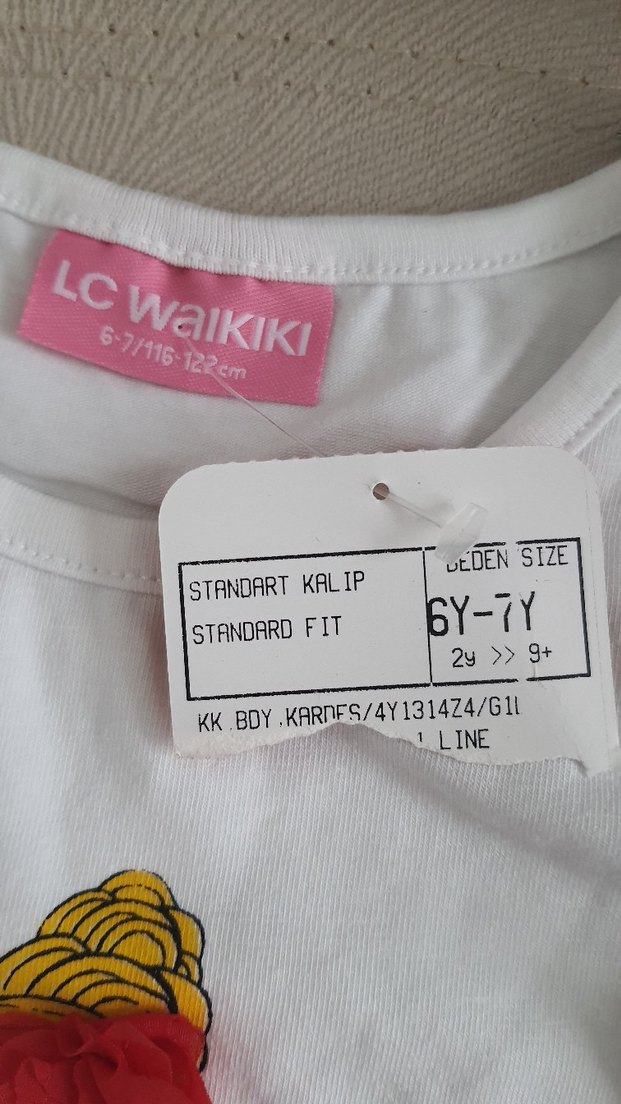 LC Waikiki
6-7/116-122cm
STANDART KALIP
STANDARD FIT
BEDEN SIZE
6Y-7Y
2y >> 9+
KK.BDY.KARDES/4Y1314Z4/G1
LINE